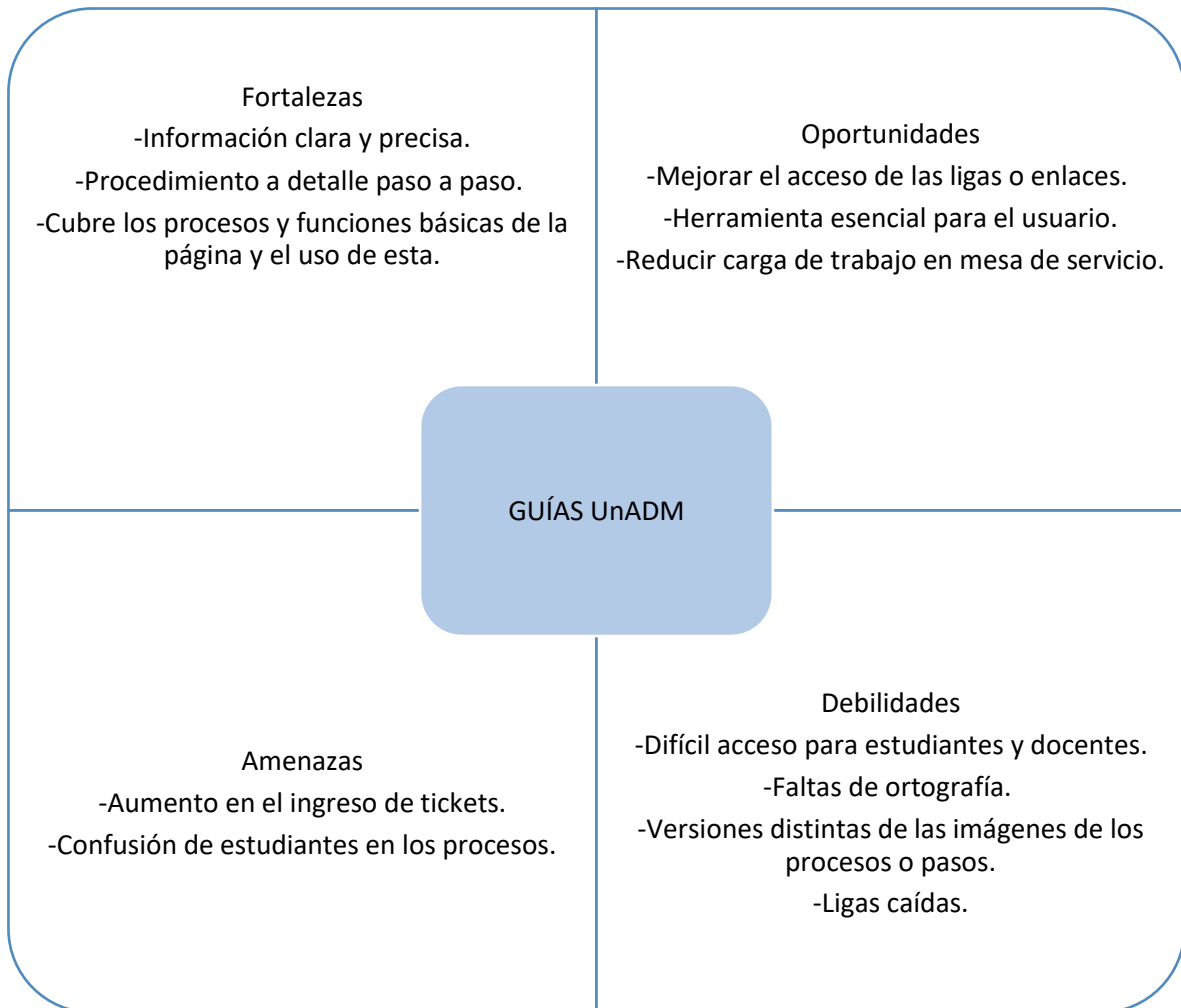 Fortalezas
-Información clara y precisa.
-Procedimiento a detalle paso a paso.
-Cubre los procesos y funciones básicas de la
página y el uso de esta.
Oportunidades
-Mejorar el acceso de las ligas o enlaces.
-Herramienta esencial para el usuario.
-Reducir carga de trabajo en mesa de servicio.
GUÍAS UnADM
Amenazas
-Aumento en el ingreso de tickets.
-Confusión de estudiantes en los procesos.
Debilidades
-Difícil acceso para estudiantes y docentes.
-Faltas de ortografía.
-Versiones distintas de las imágenes de los
procesos o pasos.
-Ligas caídas.